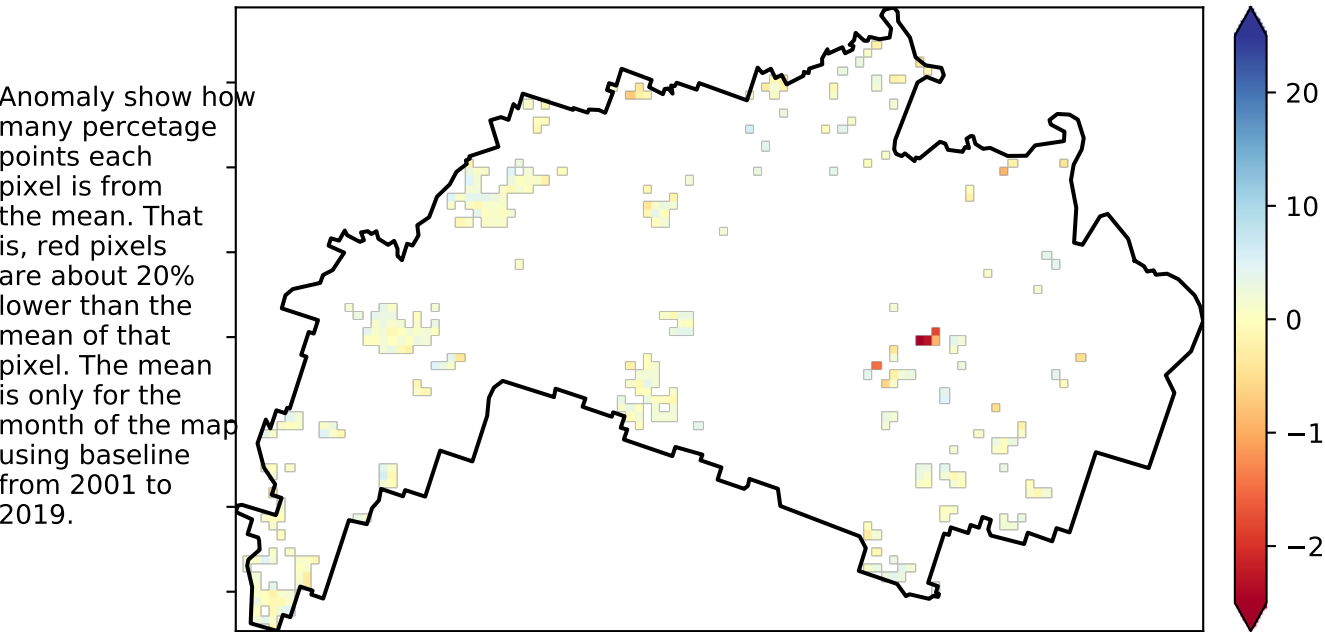 Anomaly show how
many percetage
points each
pixel is from
the mean. That
is, red pixels
are about 20%
lower than the
mean of that
pixel. The mean
is only for the
month of the map
using baseline
from 2001 to
2019.
20
10
0
−1
−2